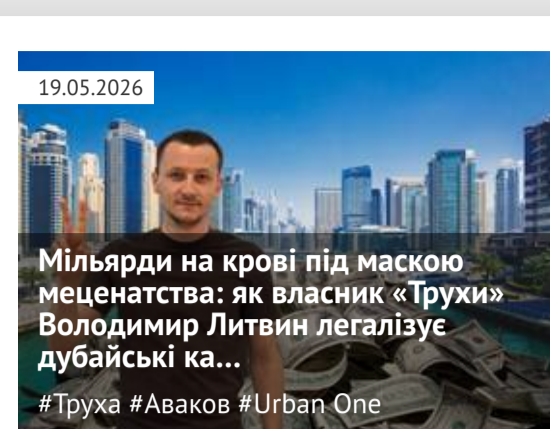 19.05.2026
Мільярди на крові під маскою
меценатства: як власник «Трухи»
Володимир Литвин легалізує
дубайські ка...
#Труха #Аваков #Urban One